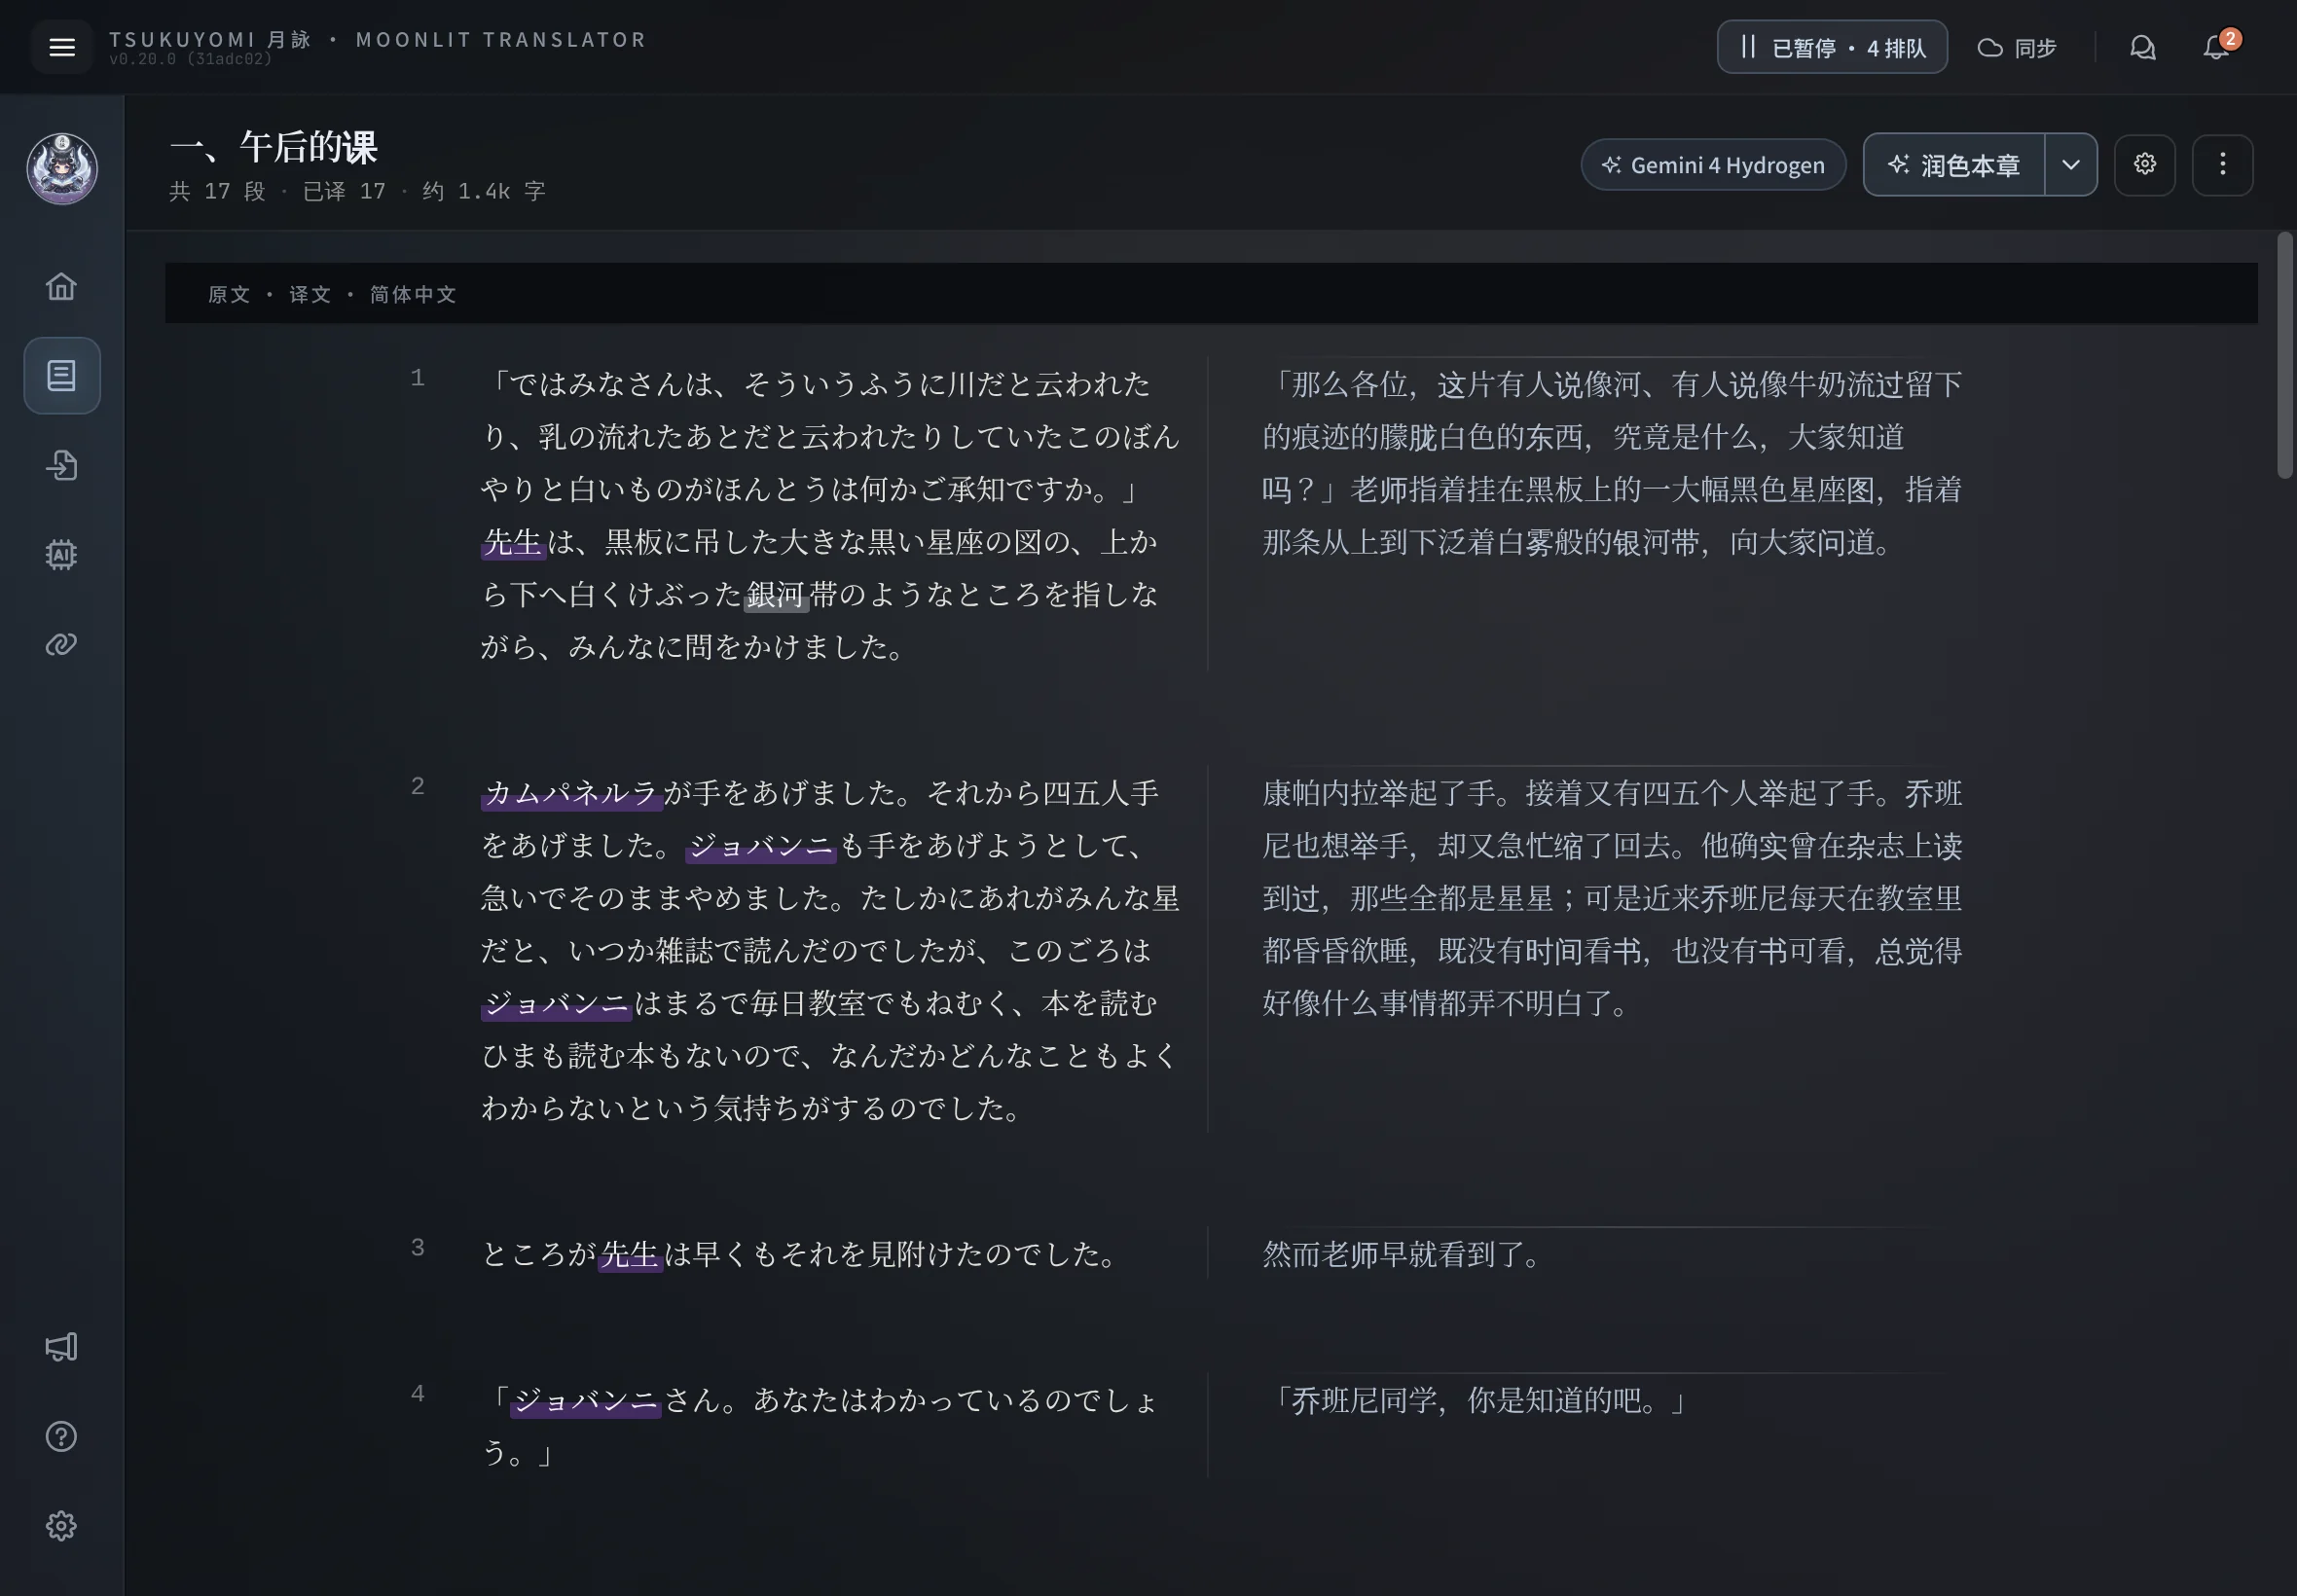 TSUKUYOMI 月詠 • MOONLIT TRANSLATOR
v0.20.0 (31adc02)
已暂停 • 4 排队
同步
2
一、午后的课
共 17 段 · 已译 17 · 约 1.4k 字
Gemini 4 Hydrogen
润色本章
AI
原文 • 译文 • 简体中文
1
「ではみなさんは、そういうふうに川だと云われた
り、乳の流れたあとだと云われたりしていたこのぼん
やりと白いものがほんとうは何かご承知ですか。」
先生は、黒板に吊した大きな黒い星座の図の、上か
ら下へ白くけぶった銀河帯のようなところを指しな
がら、みんなに問をかけました。
「那么各位，这片有人说像河、有人说像牛奶流过留下
的痕迹的朦胧白色的东西，究竟是什么，大家知道
吗？」老师指着挂在黑板上的一大幅黑色星座图，指着
那条从上到下泛着白雾般的银河带，向大家问道。
2
カムパネルラが手をあげました。それから四五人手
をあげました。ジョバンニも手をあげようとして、
急いでそのままやめました。たしかにあれがみんな星
だと、いつか雑誌で読んだのでしたが、このごろは
ジョバンニはまるで毎日教室でもねむく、本を読む
ひまも読む本もないので、なんだかどんなこともよく
わからないという気持ちがするのでした。
康帕内拉举起了手。接着又有四五个人举起了手。乔班
尼也想举手，却又急忙缩了回去。他确实曾在杂志上读
到过，那些全都是星星；可是近来乔班尼每天在教室里
都昏昏欲睡，既没有时间看书，也没有书可看，总觉得
好像什么事情都弄不明白了。
3
ところが先生は早くもそれを見附けたのでした。
然而老师早就看到了。
4
「ジョバンニさん。あなたはわかっているのでしょ
う。」
「乔班尼同学，你是知道的吧。」